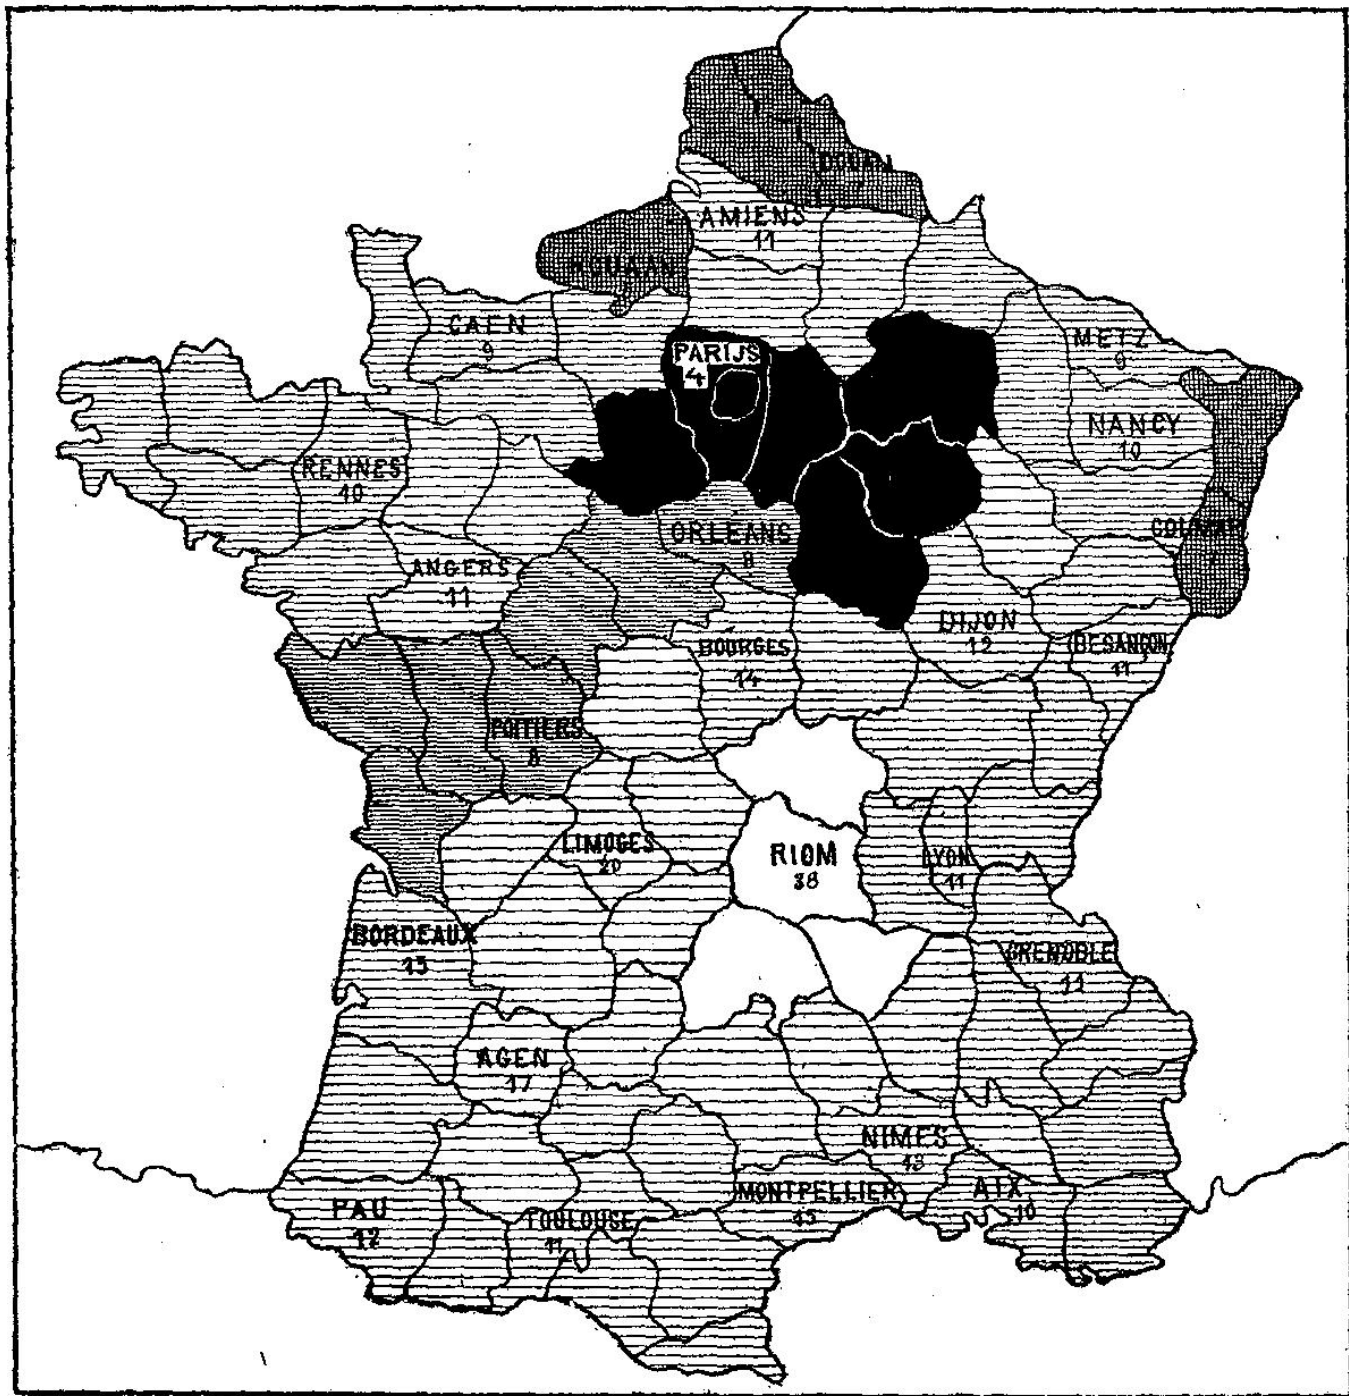 DOUAI
AMIENS
11
ROUAAN
CAEN
9
PARIJS
4
METZ
9
NANCY
10
RENNES
10
ORLEANS
8
COLMAR
ANGERS
11
DIJON
12
BOURGES
14
BESANÇON
11
POITIERS
8
LIMOGES
20
RIOM
38
LYON
11
BORDEAUX
13
GRENOBLE
11
AGEN
17
NIMES
13
MONTPELLIER
13
AIX
10
PAU
12
TOULOUSE
11